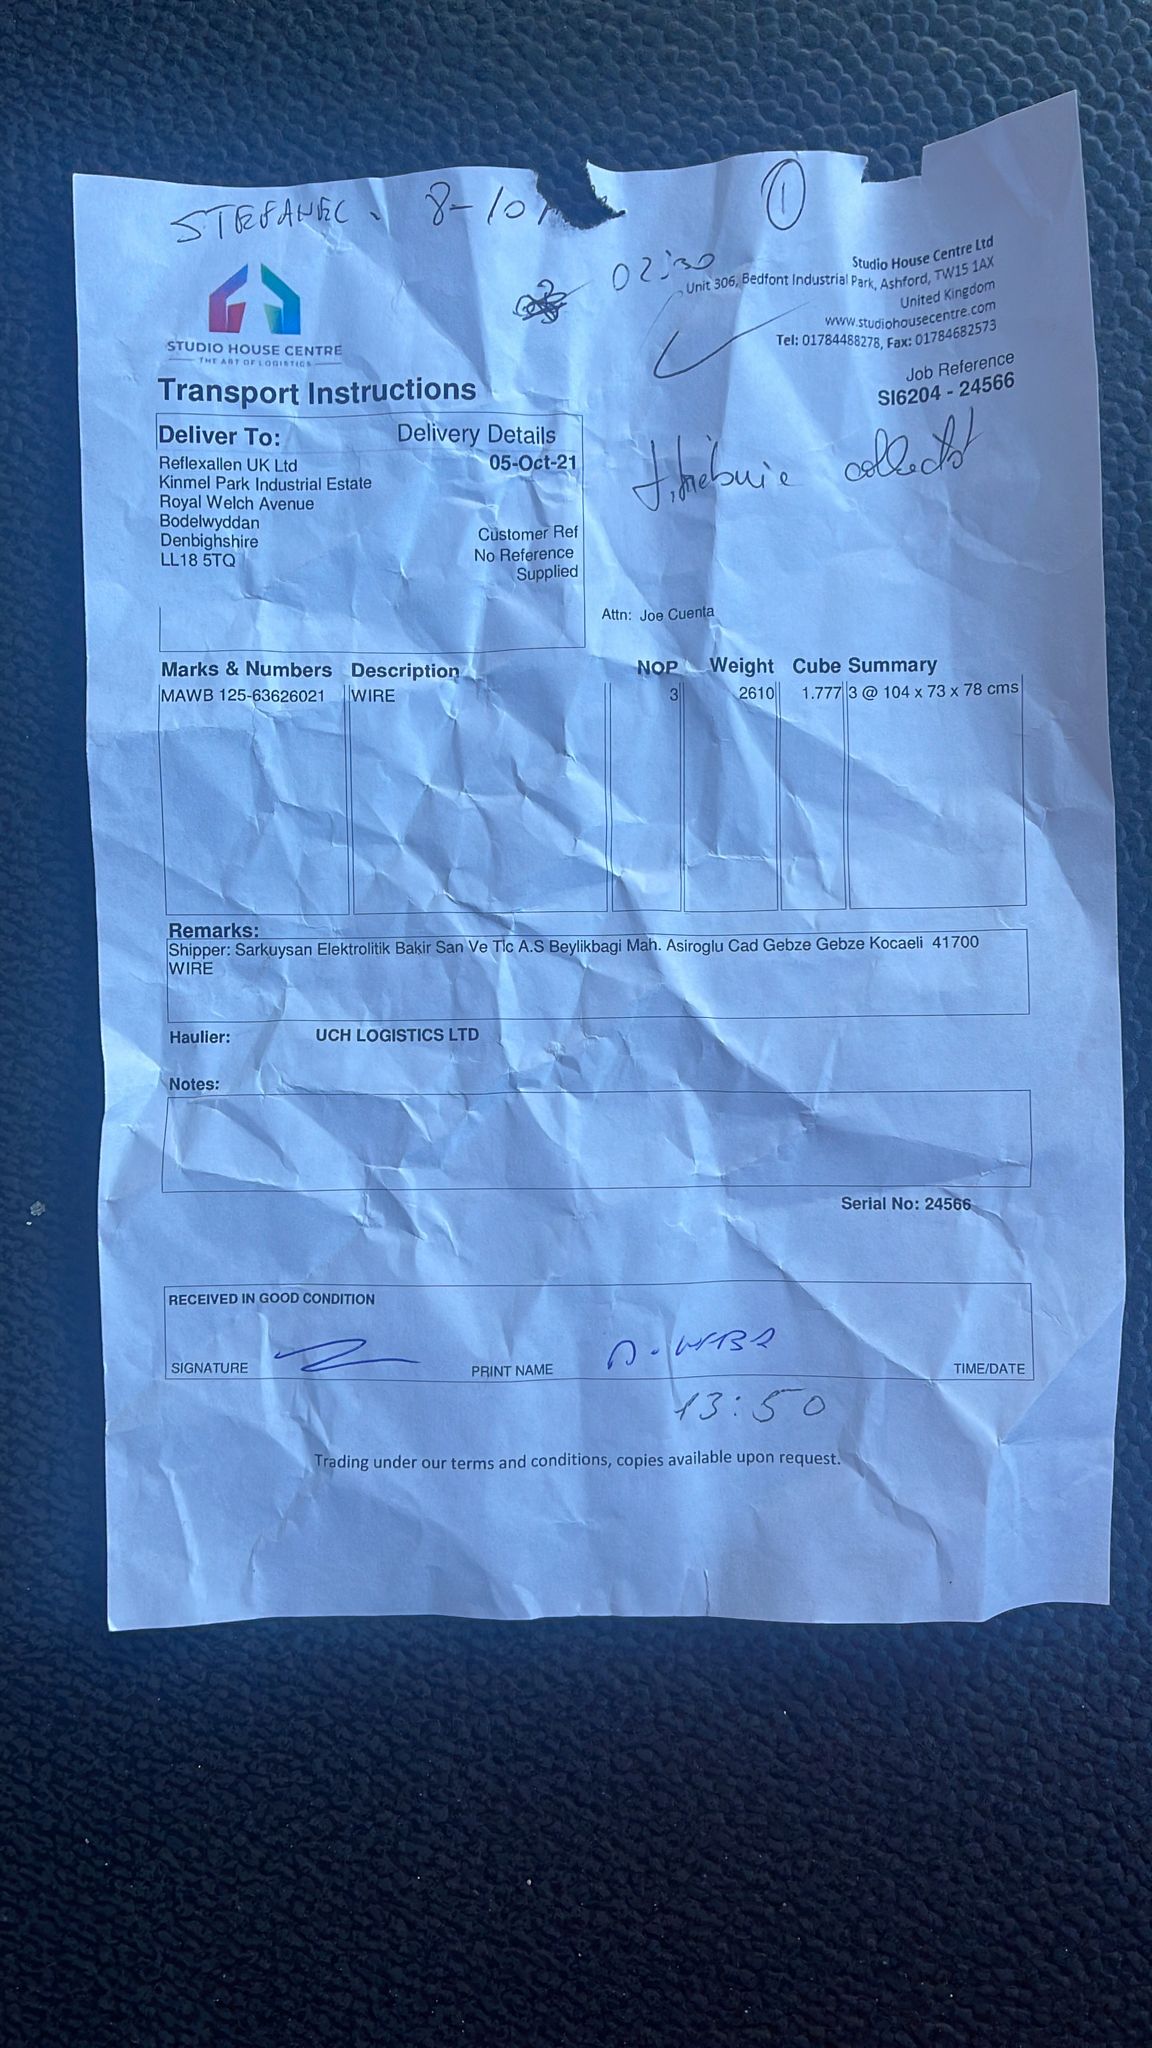 STEFANEC 8-10
1
02:30
STUDIO HOUSE CENTRE
THE ART OF LOGISTICS
Studio House Centre Ltd
Unit 306, Bedfont Industrial Park, Ashford, TW15 1AX
United Kingdom
www.studiohousecentre.com
Tel: 01784488278, Fax: 01784682573
Job Reference
SI6204 - 24566
Transport Instructions
Deliver To: Delivery Details
Reflexallen UK Ltd 05-Oct-21
Kinmel Park Industrial Estate
Royal Welch Avenue
Bodelwyddan
Denbighshire
LL18 5TQ
Customer Ref
No Reference
Supplied
Attn: Joe Cuenta
Marks & Numbers Description NOP Weight Cube Summary
MAWB 125-63626021 WIRE 3 2610 1.777 3 @ 104 x 73 x 78 cms
Remarks:
Shipper: Sarkuysan Elektrolitik Bakir San Ve Tic A.S Beylikbagi Mah. Asiroglu Cad Gebze Gebze Kocaeli 41700
WIRE
Haulier: UCH LOGISTICS LTD
Notes:
Serial No: 24566
RECEIVED IN GOOD CONDITION
SIGNATURE PRINT NAME TIME/DATE
13:50
Trading under our terms and conditions, copies available upon request.